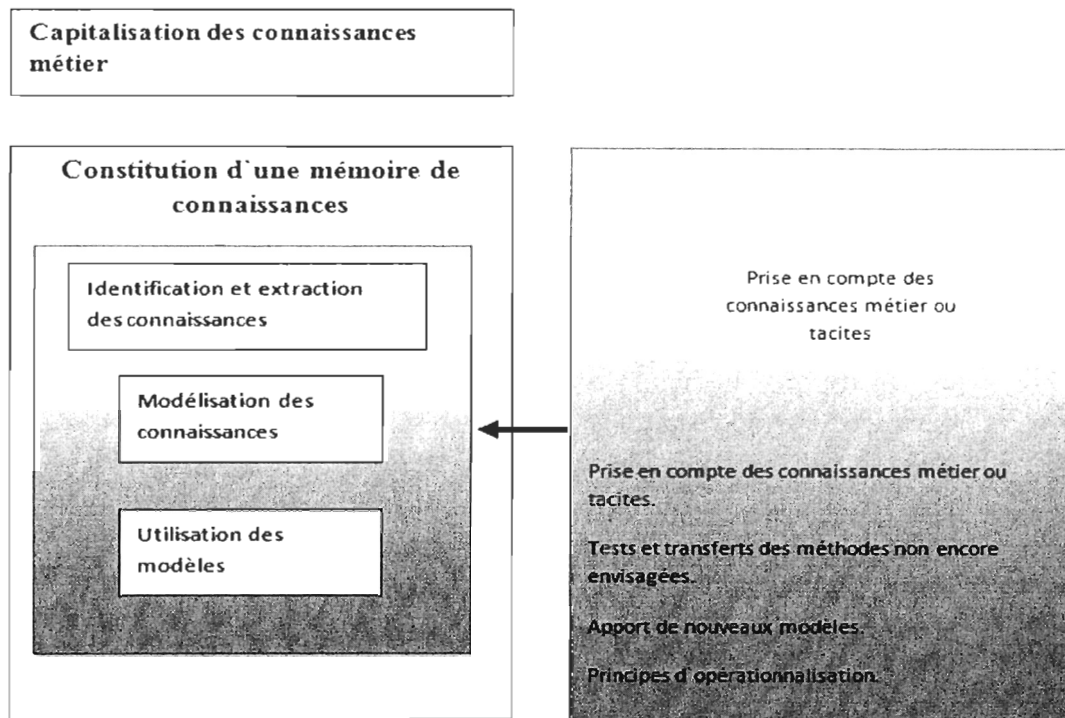 Capitalisation des connaissances
métier
Constitution d'une mémoire de
connaissances
Identification et extraction
des connaissances
Modélisation des
connaissances
Utilisation des
modèles
Prise en compte des
connaissances métier ou
tacites
Prise en compte des connaissances métier ou
tacites.
Tests et transferts des méthodes non encore
envisagées.
Apport de nouveaux modèles.
Principes d'opérationnalisation.